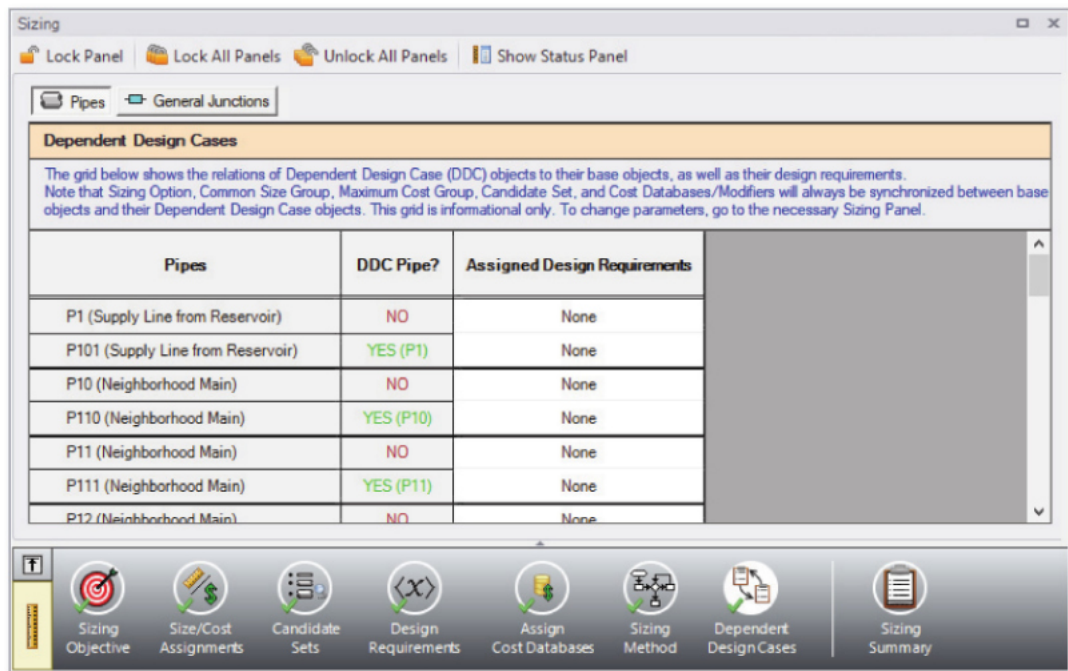 Sizing
Lock Panel Lock All Panels Unlock All Panels Show Status Panel
Pipes General Junctions
Dependent Design Cases
The grid below shows the relations of Dependent Design Case (DDC) objects to their base objects, as well as their design requirements.
Note that Sizing Option, Common Size Group, Maximum Cost Group, Candidate Set, and Cost Databases/Modifiers will always be synchronized between base
objects and their Dependent Design Case objects. This grid is informational only. To change parameters, go to the necessary Sizing Panel.
Pipes DDC Pipe? Assigned Design Requirements
P1 (Supply Line from Reservoir) NO None
P101 (Supply Line from Reservoir) YES (P1) None
P10 (Neighborhood Main) NO None
P110 (Neighborhood Main) YES (P10) None
P11 (Neighborhood Main) NO None
P111 (Neighborhood Main) YES (P11) None
P12 (Neighborhood Main) NO None
Sizing Size/Cost Candidate Design Assign Sizing Dependent Sizing
Objective Assignments Sets Requirements Cost Databases Method Design Cases Summary